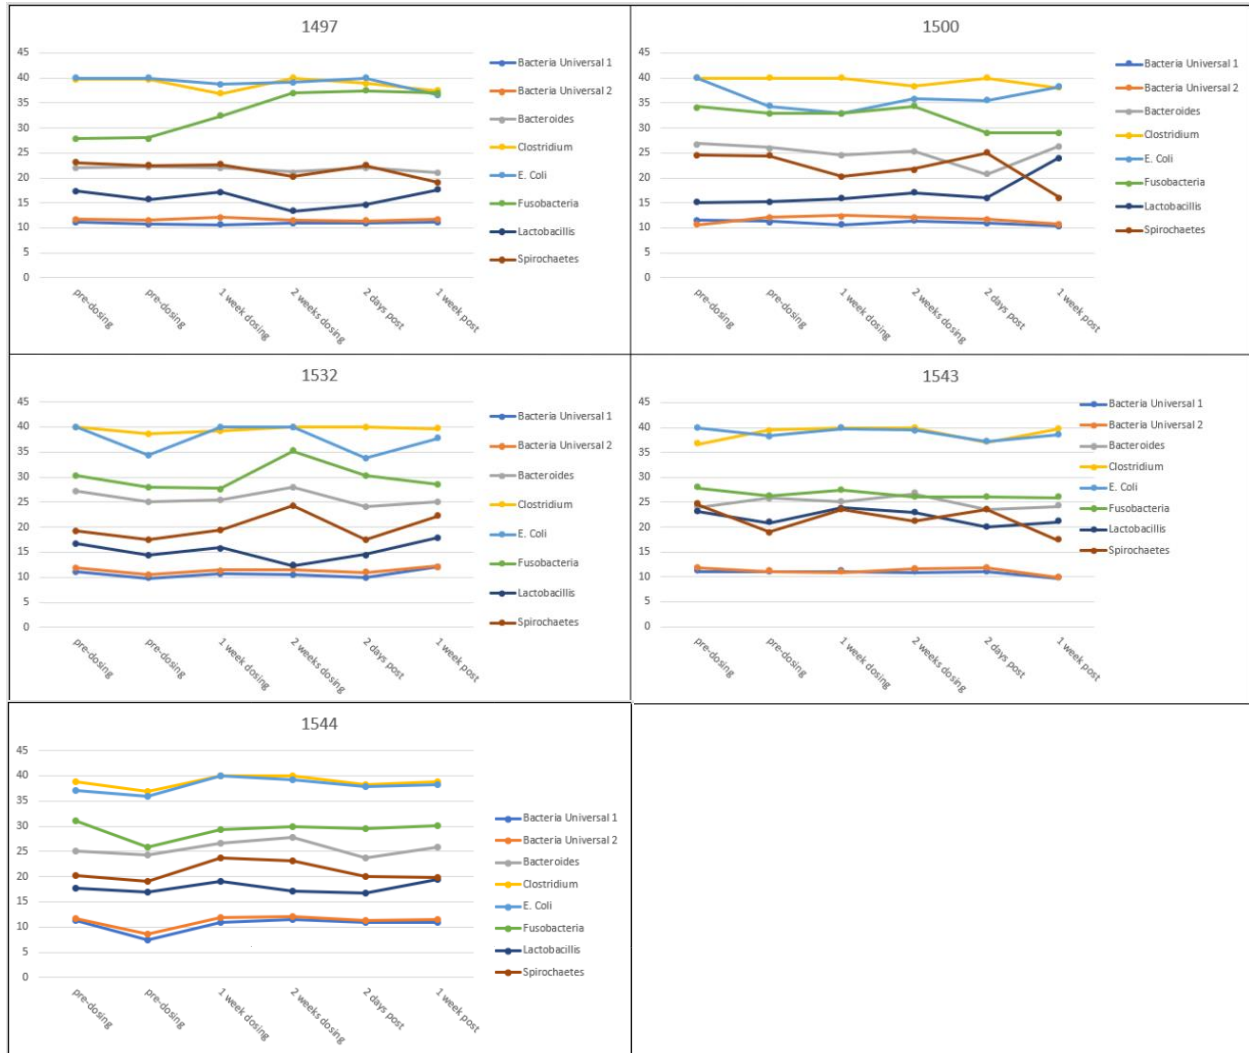 1497
45
40
35
30
25
20
15
10
5
0
pre-dosing
pre-dosing
1 week dosing
2 weeks dosing
2 days post
1 week post
Bacteria Universal 1
Bacteria Universal 2
Bacteroides
Clostridium
E. Coli
Fusobacteria
Lactobacillis
Spirochaetes
1500
45
40
35
30
25
20
15
10
5
0
pre-dosing
pre-dosing
1 week dosing
2 weeks dosing
2 days post
1 week post
Bacteria Universal 1
Bacteria Universal 2
Bacteroides
Clostridium
E. Coli
Fusobacteria
Lactobacillis
Spirochaetes
1532
45
40
35
30
25
20
15
10
5
0
pre-dosing
pre-dosing
1 week dosing
2 weeks dosing
2 days post
1 week post
Bacteria Universal 1
Bacteria Universal 2
Bacteroides
Clostridium
E. Coli
Fusobacteria
Lactobacillis
Spirochaetes
1543
45
40
35
30
25
20
15
10
5
0
pre-dosing
pre-dosing
1 week dosing
2 weeks dosing
2 days post
1 week post
Bacteria Universal 1
Bacteria Universal 2
Bacteroides
Clostridium
E. Coli
Fusobacteria
Lactobacillis
Spirochaetes
1544
45
40
35
30
25
20
15
10
5
0
pre-dosing
pre-dosing
1 week dosing
2 weeks dosing
2 days post
1 week post
Bacteria Universal 1
Bacteria Universal 2
Bacteroides
Clostridium
E. Coli
Fusobacteria
Lactobacillis
Spirochaetes